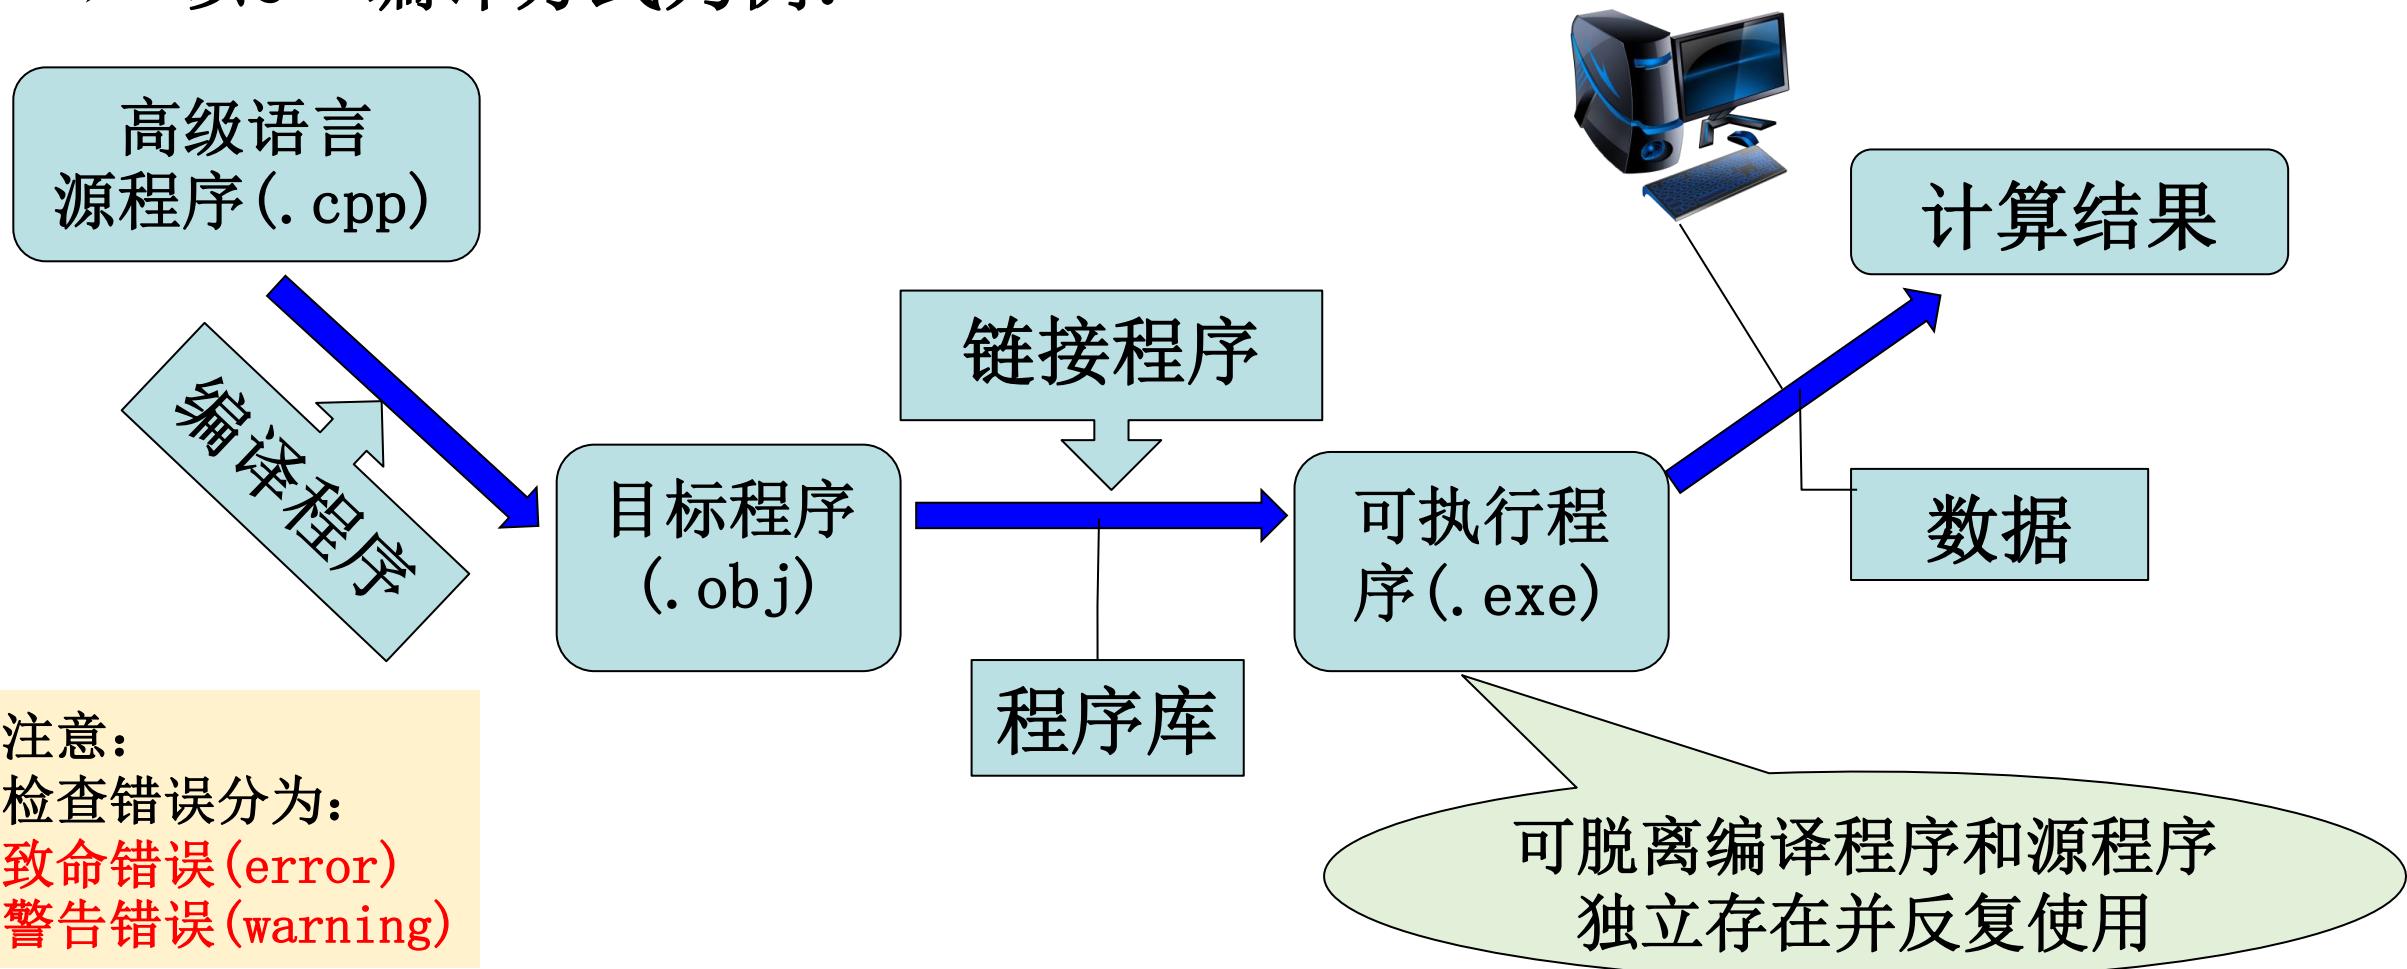 高级语言
源程序(.cpp)
计算结果
链接程序
编译程序
目标程序
(.obj)
可执行程
序(.exe)
数据
程序库
注意：
检查错误分为：
致命错误(error)
警告错误(warning)
可脱离编译程序和源程序
独立存在并反复使用